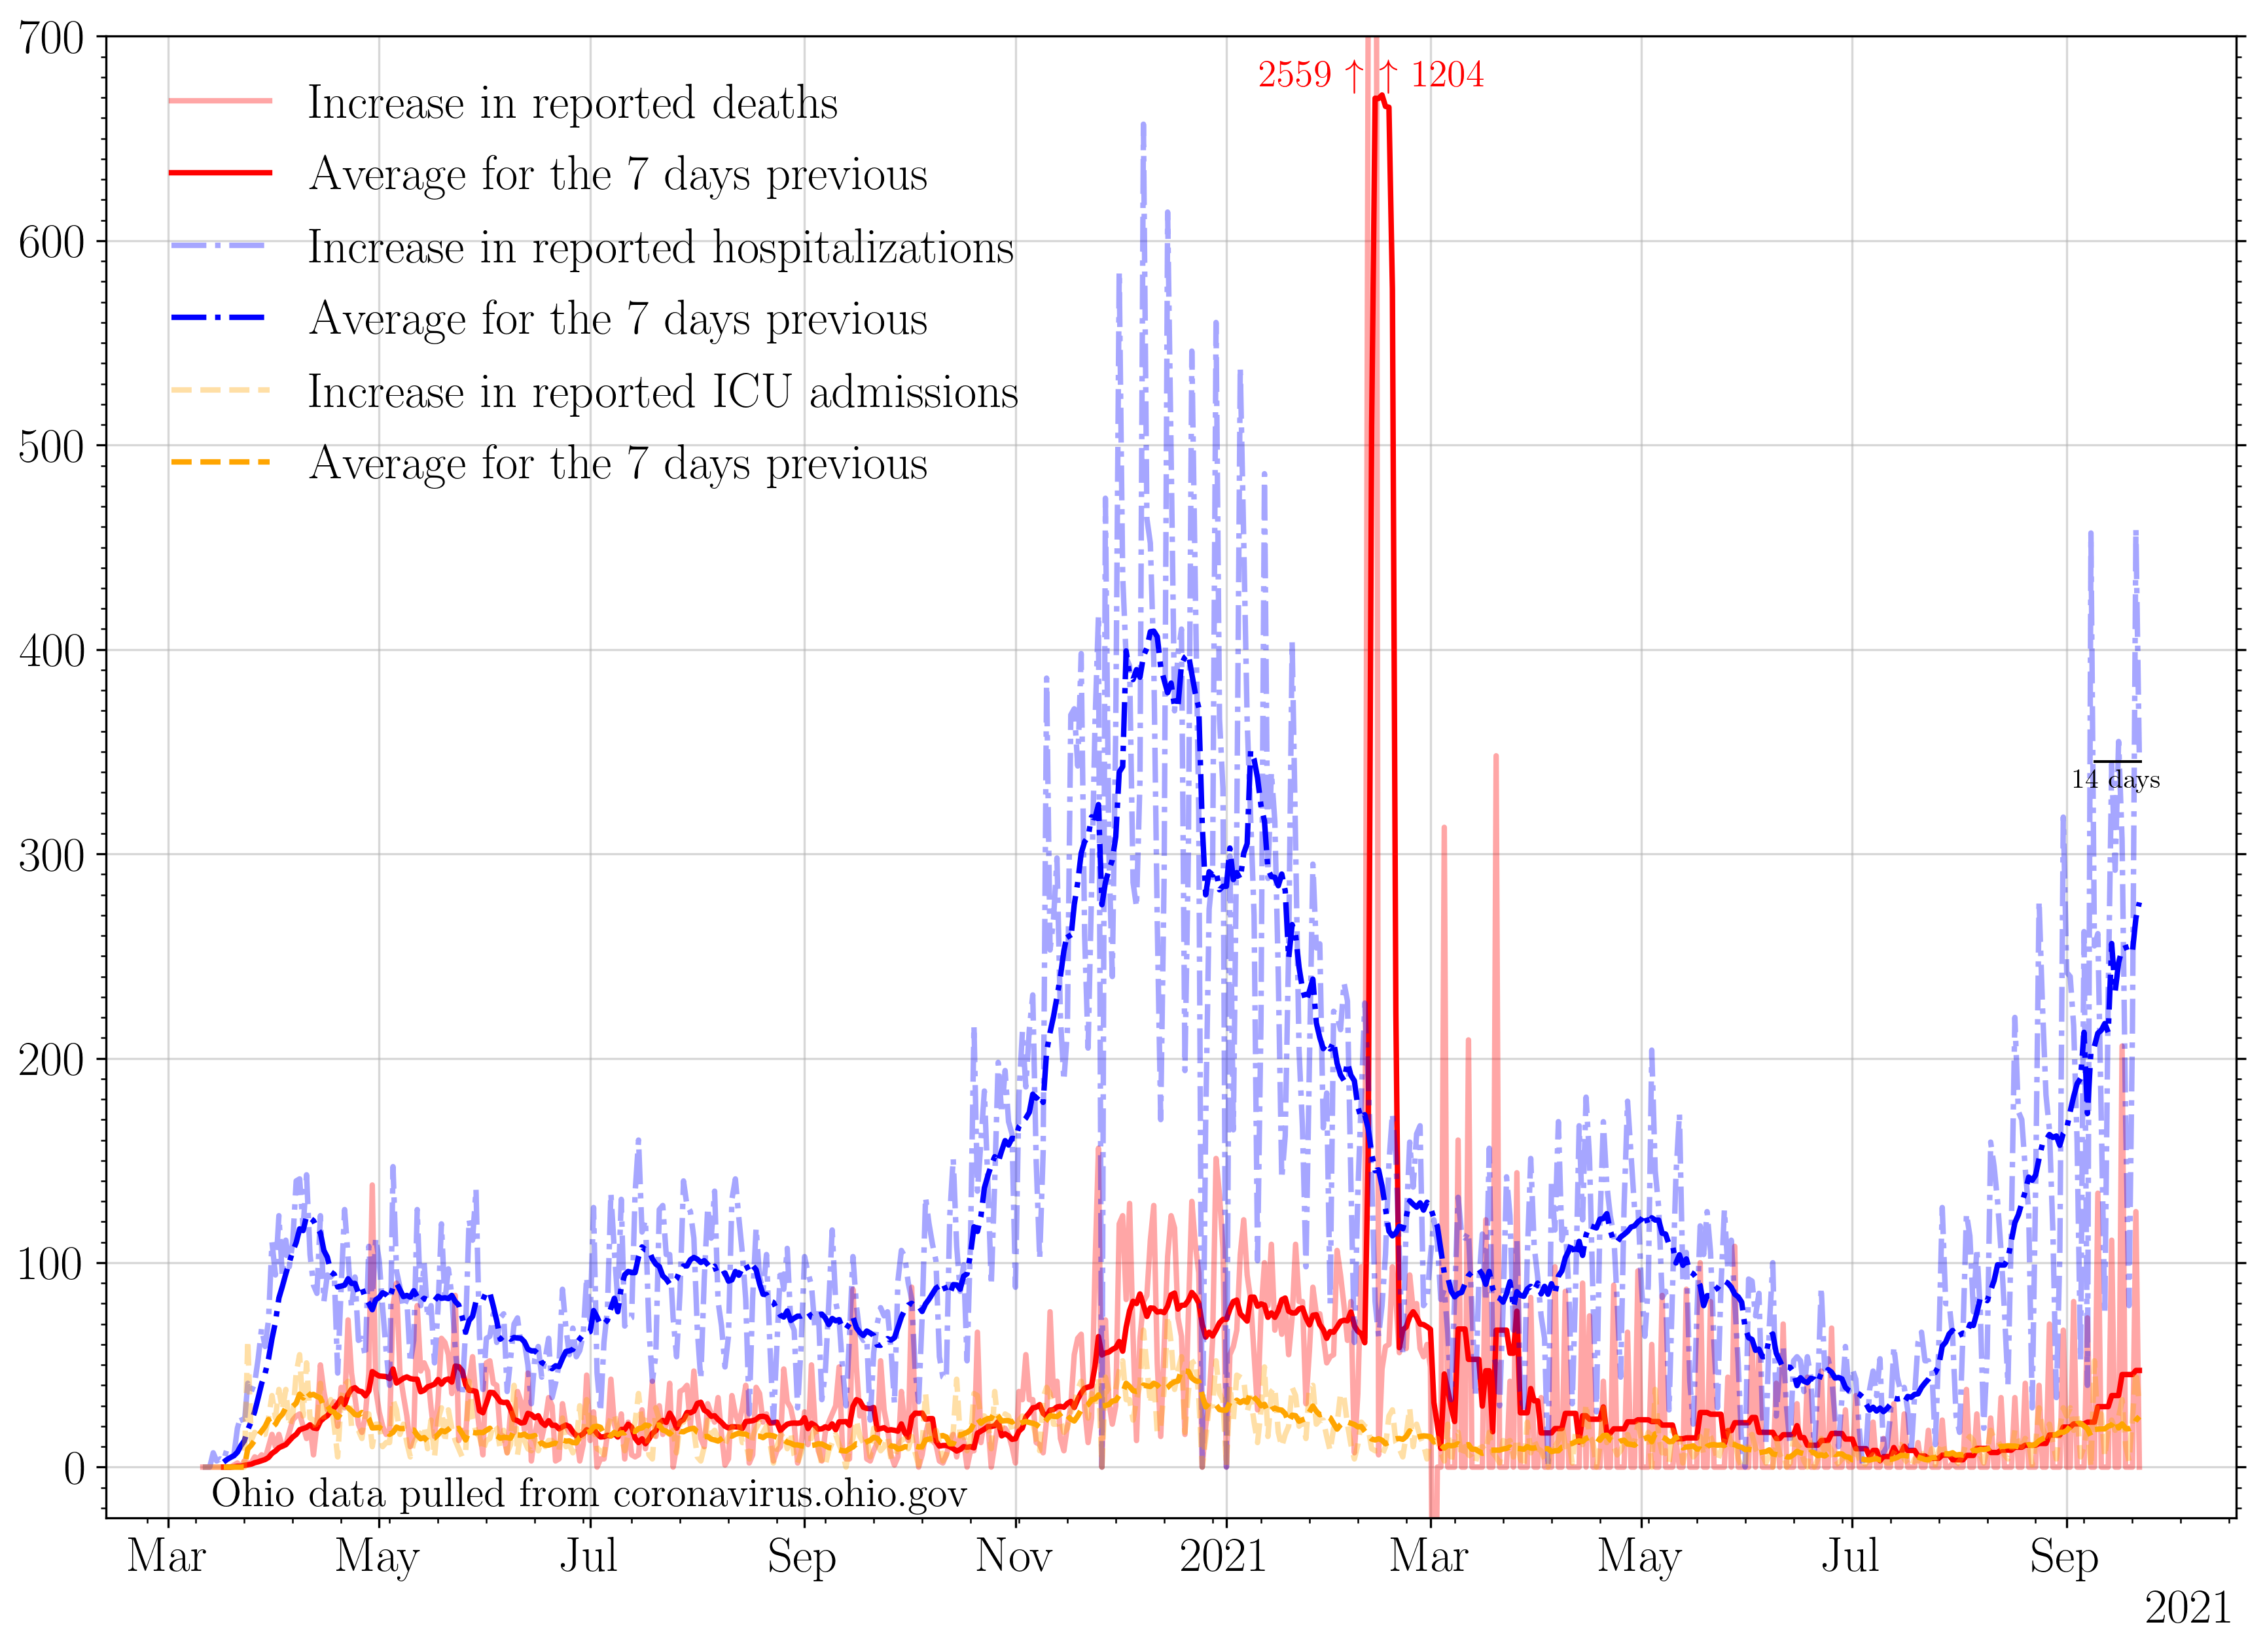 700
600
500
400
300
200
100
0
2559 ↑ ↑ 1204
Increase in reported deaths
Average for the 7 days previous
Increase in reported hospitalizations
Average for the 7 days previous
Increase in reported ICU admissions
Average for the 7 days previous
14 days
Ohio data pulled from coronavirus.ohio.gov
Mar May Jul Sep Nov 2021 Mar May Jul Sep
2021